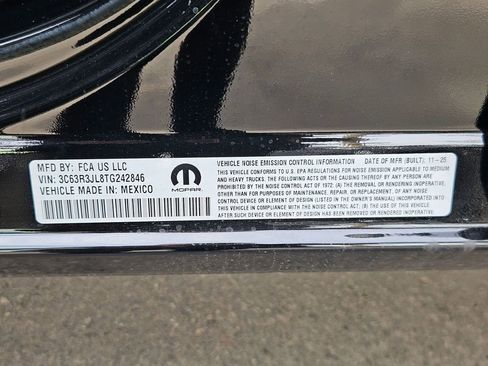 MFD BY: FCA US LLC
VIN: 3C63R3JL8TG242846
VEHICLE MADE IN: MEXICO
MOPAR
VEHICLE NOISE EMISSION CONTROL INFORMATION DATE OF MFR (BUILT): 11-25
THIS VEHICLE CONFORMS TO U.S. EPA REGULATIONS FOR NOISE EMISSION APPLICABLE TO MEDIUM
AND HEAVY TRUCKS. THE FOLLOWING ACTS OR THE CAUSING THEREOF BY ANY PERSON ARE
PROHIBITED BY THE NOISE CONTROL ACT OF 1972: (A) THE REMOVAL OR RENDERING INOPERATIVE,
OTHER THAN FOR PURPOSES OF MAINTENANCE, REPAIR, OR REPLACEMENT, OF ANY NOISE CONTROL
DEVICE OR ELEMENT OF DESIGN (LISTED IN THE OWNER'S MANUAL) INCORPORATED INTO THIS
VEHICLE IN COMPLIANCE WITH THE NOISE CONTROL ACT: (B) THE USE OF THIS VEHICLE
AFTER SUCH DEVICE OR ELEMENT OF DESIGN HAS BEEN REMOVED OR RENDERED INOPERATIVE.